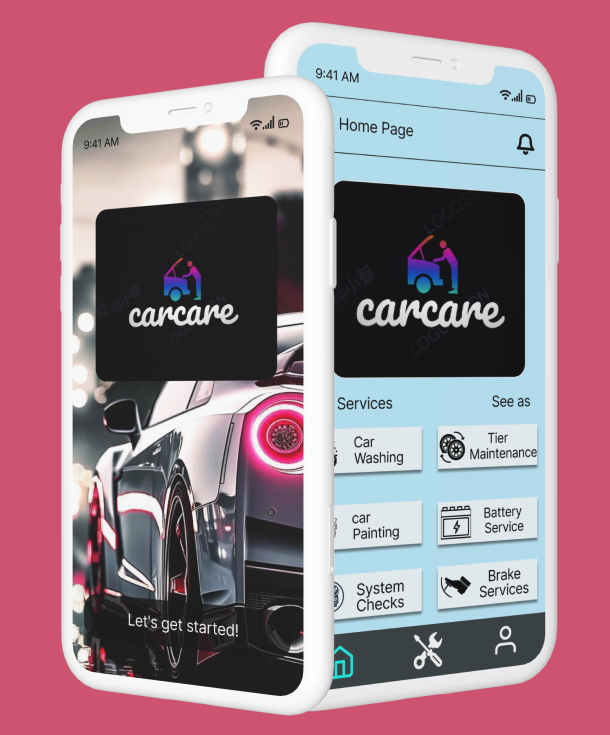 9:41 AM
carcare
Let's get started!
9:41 AM
Home Page
carcare
Services
See as
Car
Washing
Tier
Maintenance
car
Painting
Battery
Service
System
Checks
Brake
Services